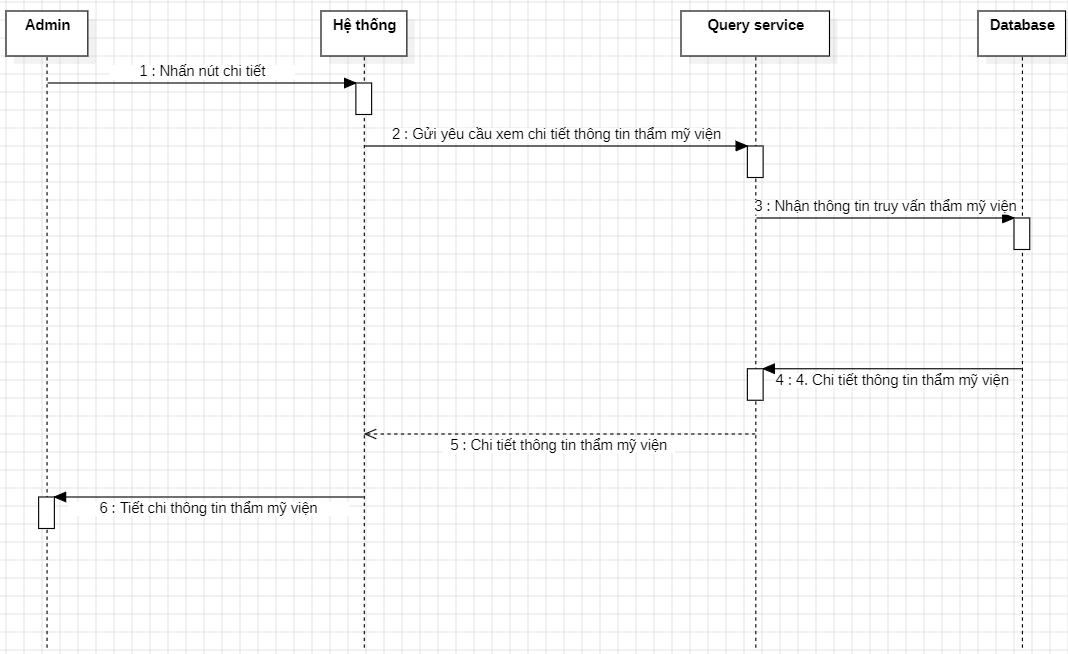 Admin
Hệ thống
Query service
Database
1 : Nhấn nút chi tiết
2 : Gửi yêu cầu xem chi tiết thông tin thẩm mỹ viện
3 : Nhận thông tin truy vấn thẩm mỹ viện
4 : 4. Chi tiết thông tin thẩm mỹ viện
5 : Chi tiết thông tin thẩm mỹ viện
6 : Tiết chi thông tin thẩm mỹ viện